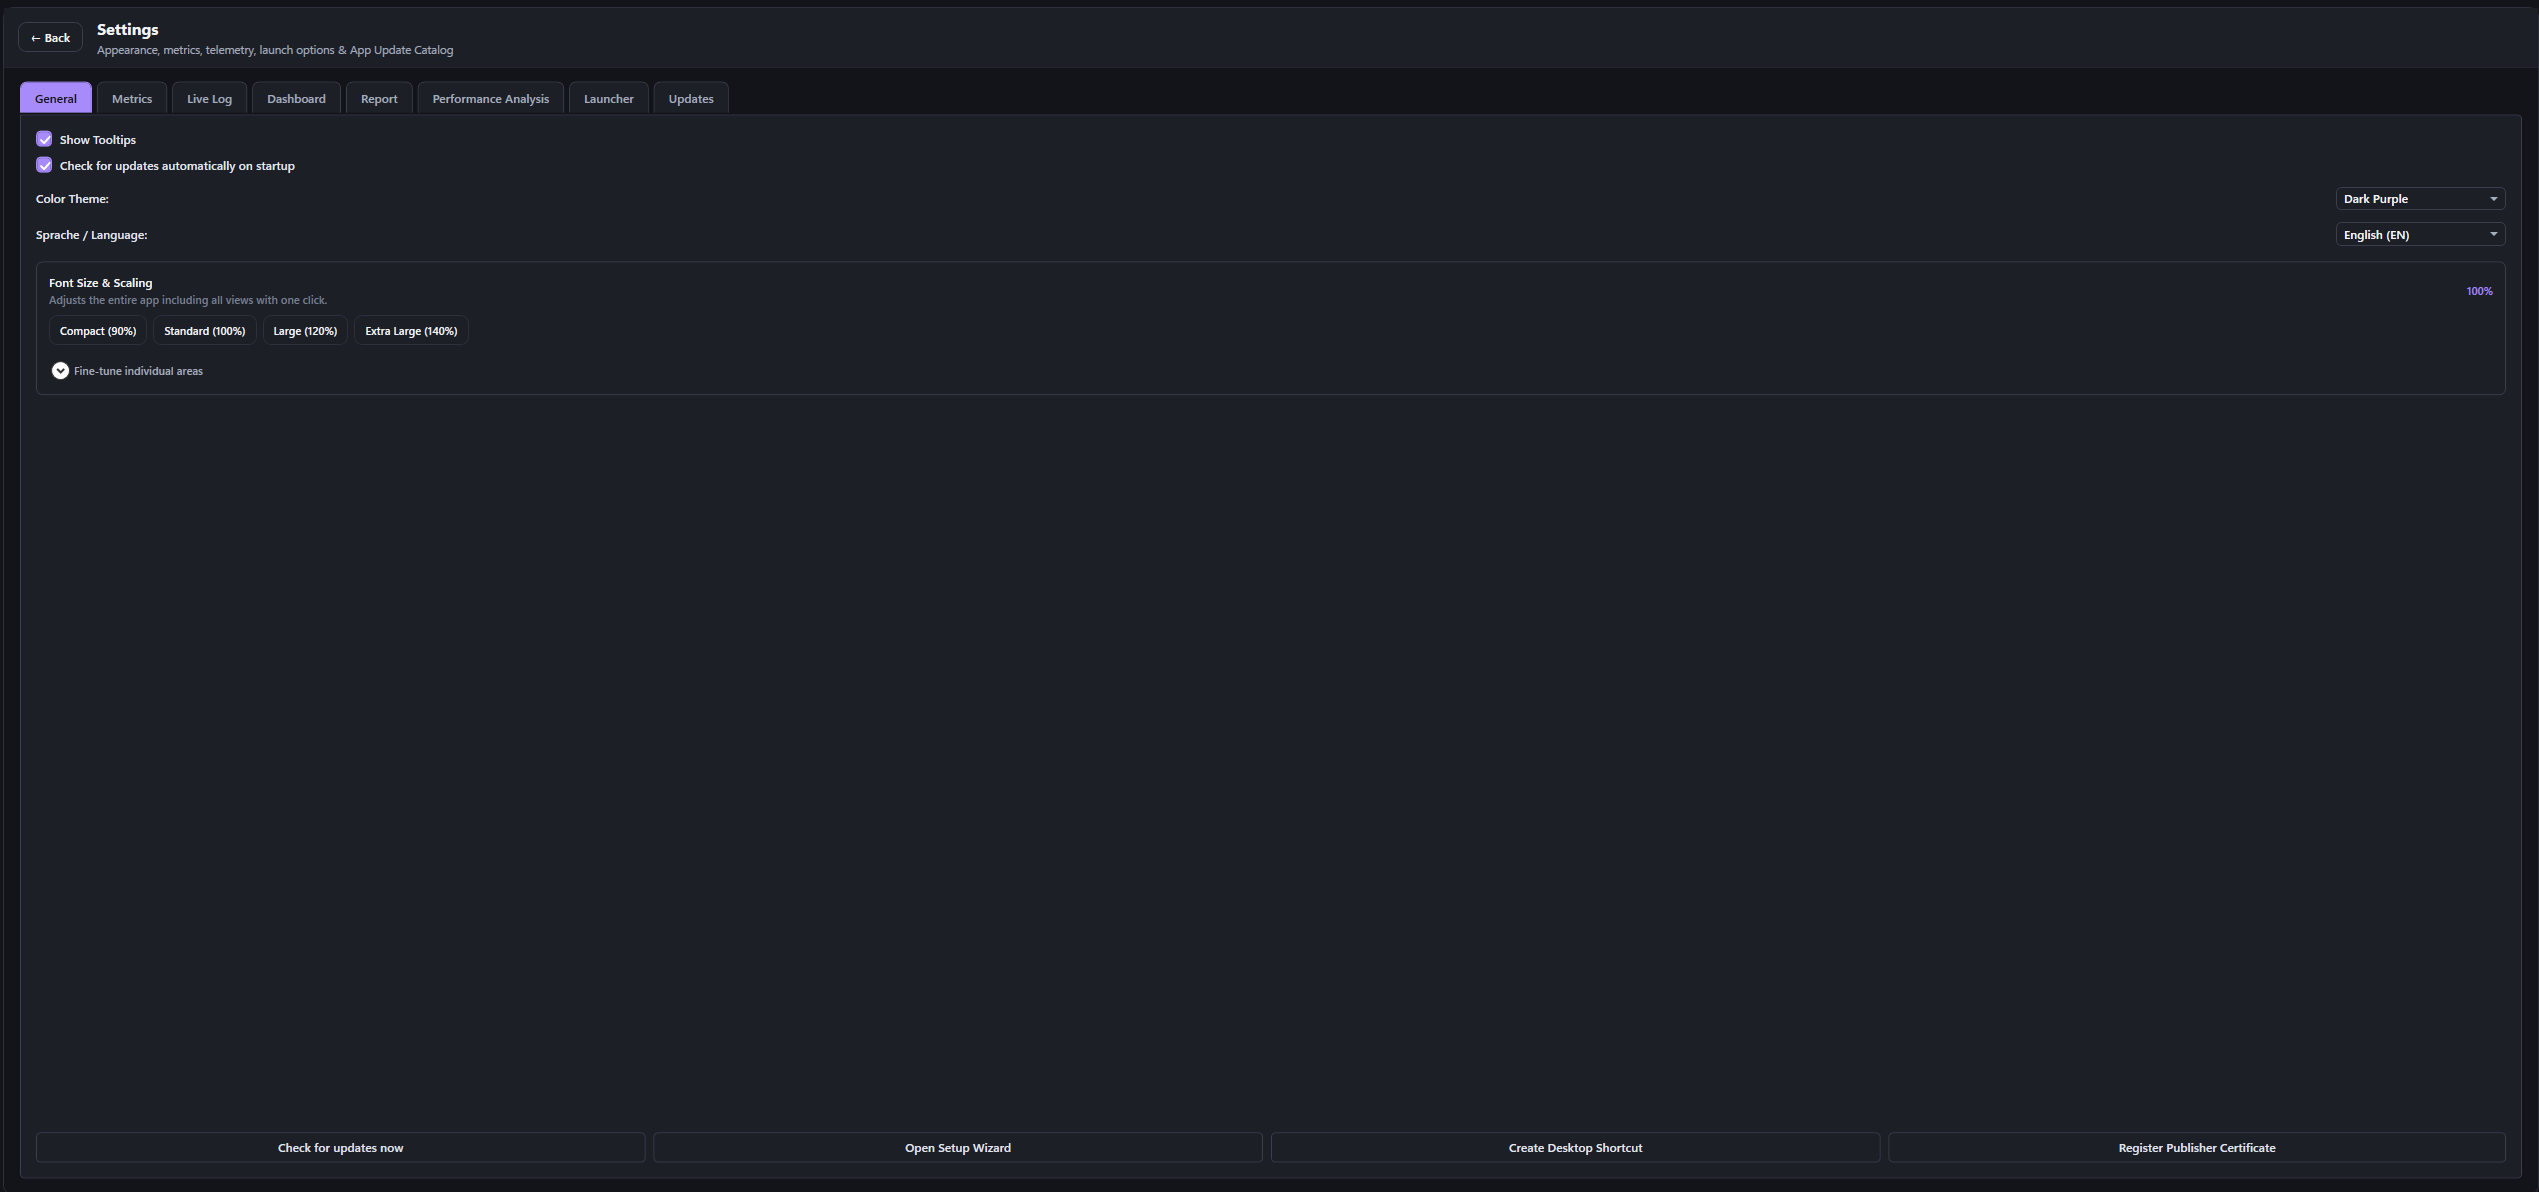 ← Back
Settings
Appearance, metrics, telemetry, launch options & App Update Catalog
General Metrics Live Log Dashboard Report Performance Analysis Launcher Updates
Show Tooltips
Check for updates automatically on startup
Color Theme: Dark Purple
Sprache / Language: English (EN)
Font Size & Scaling
Adjusts the entire app including all views with one click.
100%
Compact (90%) Standard (100%) Large (120%) Extra Large (140%)
Fine-tune individual areas
Check for updates now Open Setup Wizard Create Desktop Shortcut Register Publisher Certificate